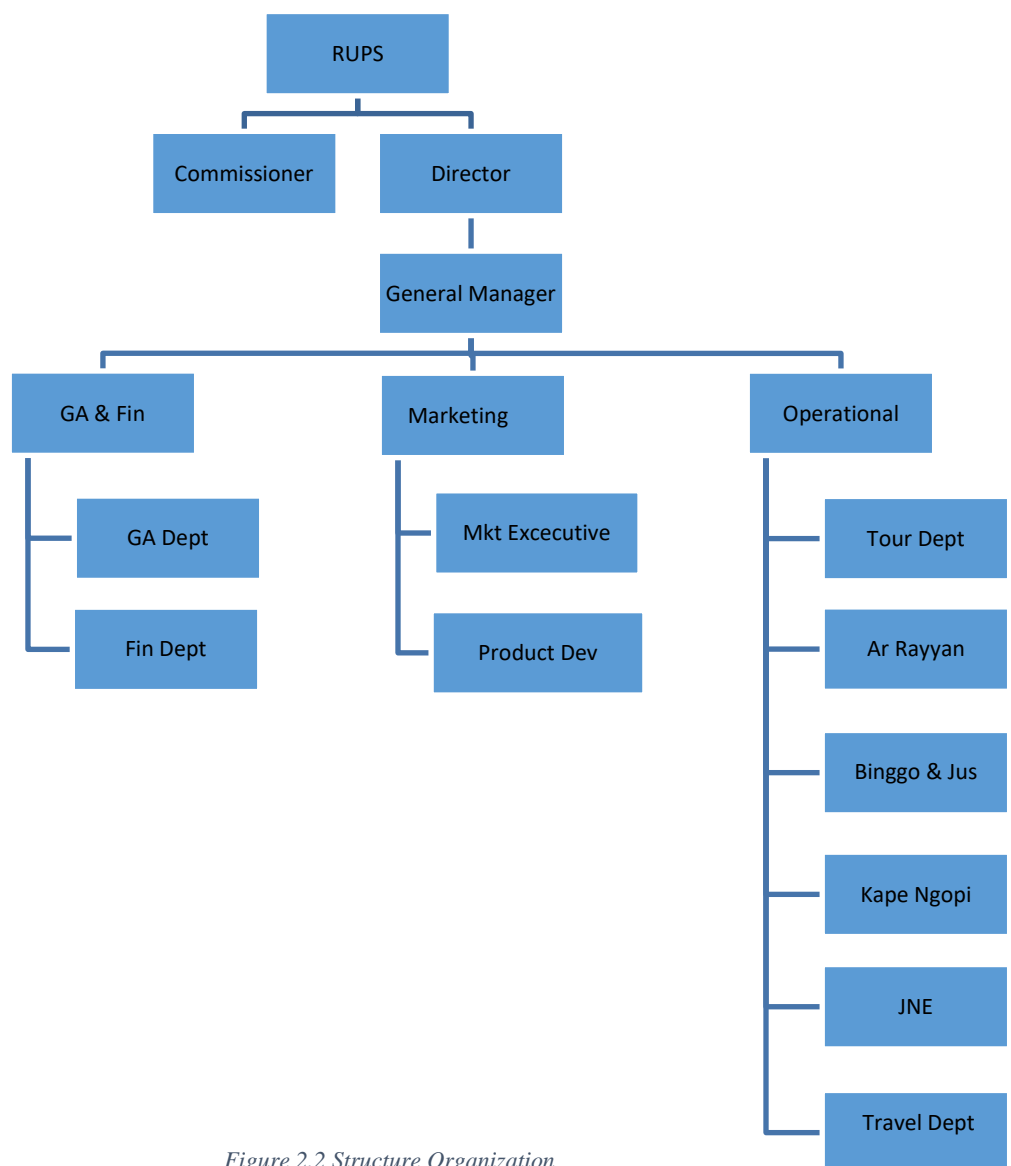 RUPS
Commissioner
Director
General Manager
GA & Fin
Marketing
Operational
GA Dept
Mkt Excecutive
Tour Dept
Fin Dept
Product Dev
Ar Rayyan
Binggo & Jus
Kape Ngopi
JNE
Travel Dept
Figure 2.2 Structure Organization